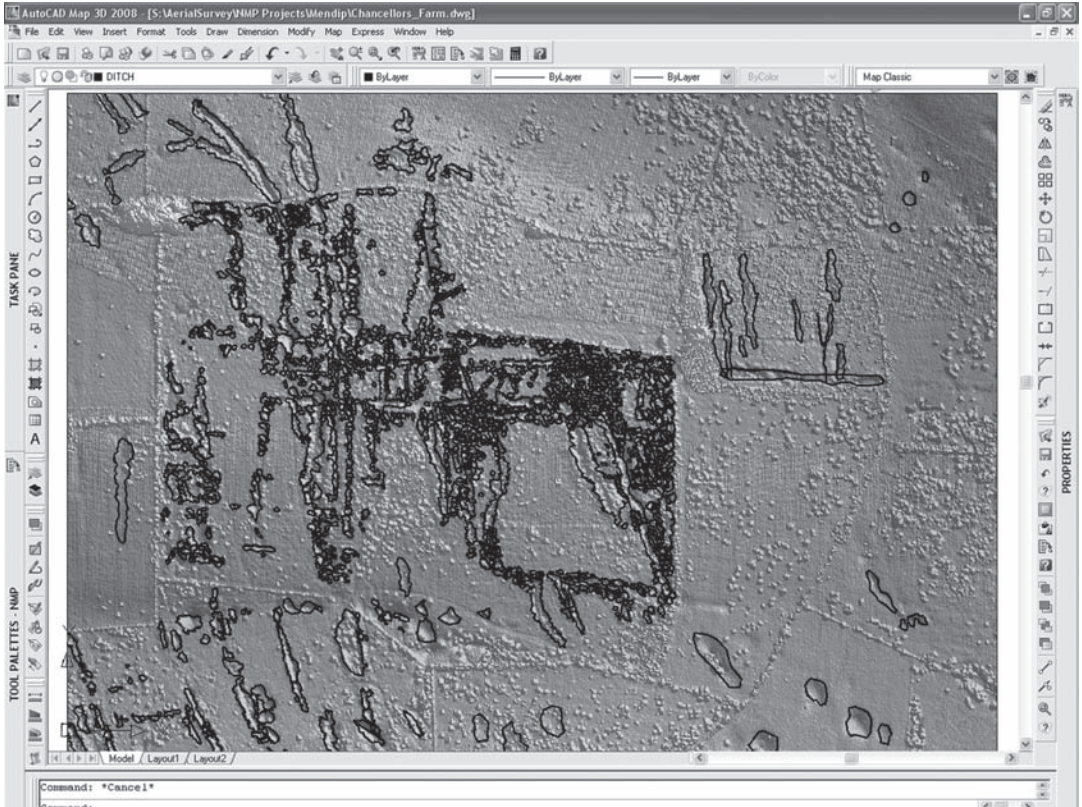 AutoCAD Map 3D 2008 - [S:\AerialSurvey\NMP Projects\Mendip\Chancellors_Farm.dwg]
File Edit View Insert Format Tools Draw Dimension Modify Map Express Window Help
DITCH ByLayer ByLayer ByLayer ByColor Map Classic
TASK PANE
TOOL PALETTES - NMP
A
PROPERTIES
Model Layout1 Layout2
Command: *Cancel*
Command: